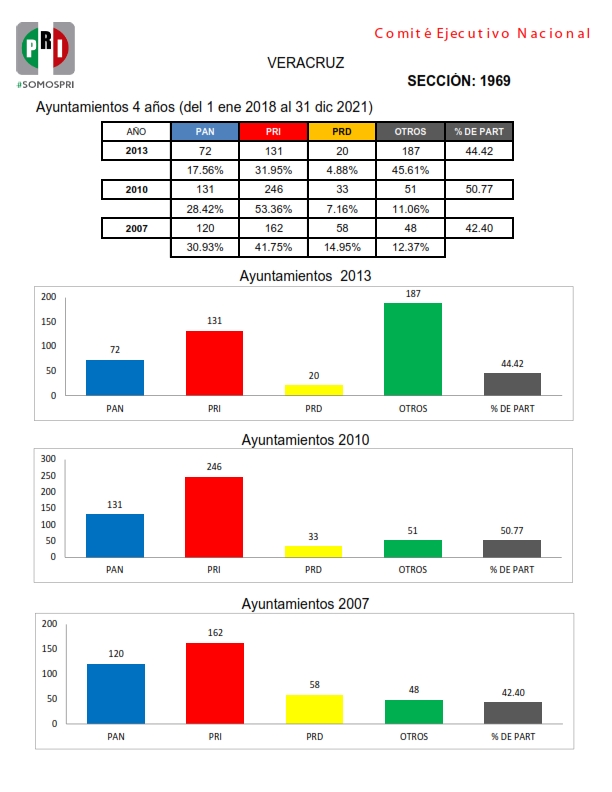 Comité Ejecutivo Nacional
PRI
#SOMOSPRI
VERACRUZ
SECCIÓN: 1969
Ayuntamientos 4 años (del 1 ene 2018 al 31 dic 2021)
AÑO PAN PRI PRD OTROS % DE PART
2013 72 131 20 187 44.42
17.56% 31.95% 4.88% 45.61%
2010 131 246 33 51 50.77
28.42% 53.36% 7.16% 11.06%
2007 120 162 58 48 42.40
30.93% 41.75% 14.95% 12.37%
Ayuntamientos 2013
200
150
100
50
0
72 131 20 187 44.42
PAN PRI PRD OTROS % DE PART
Ayuntamientos 2010
300
250
200
150
100
50
0
131 246 33 51 50.77
PAN PRI PRD OTROS % DE PART
Ayuntamientos 2007
200
150
100
50
0
120 162 58 48 42.40
PAN PRI PRD OTROS % DE PART